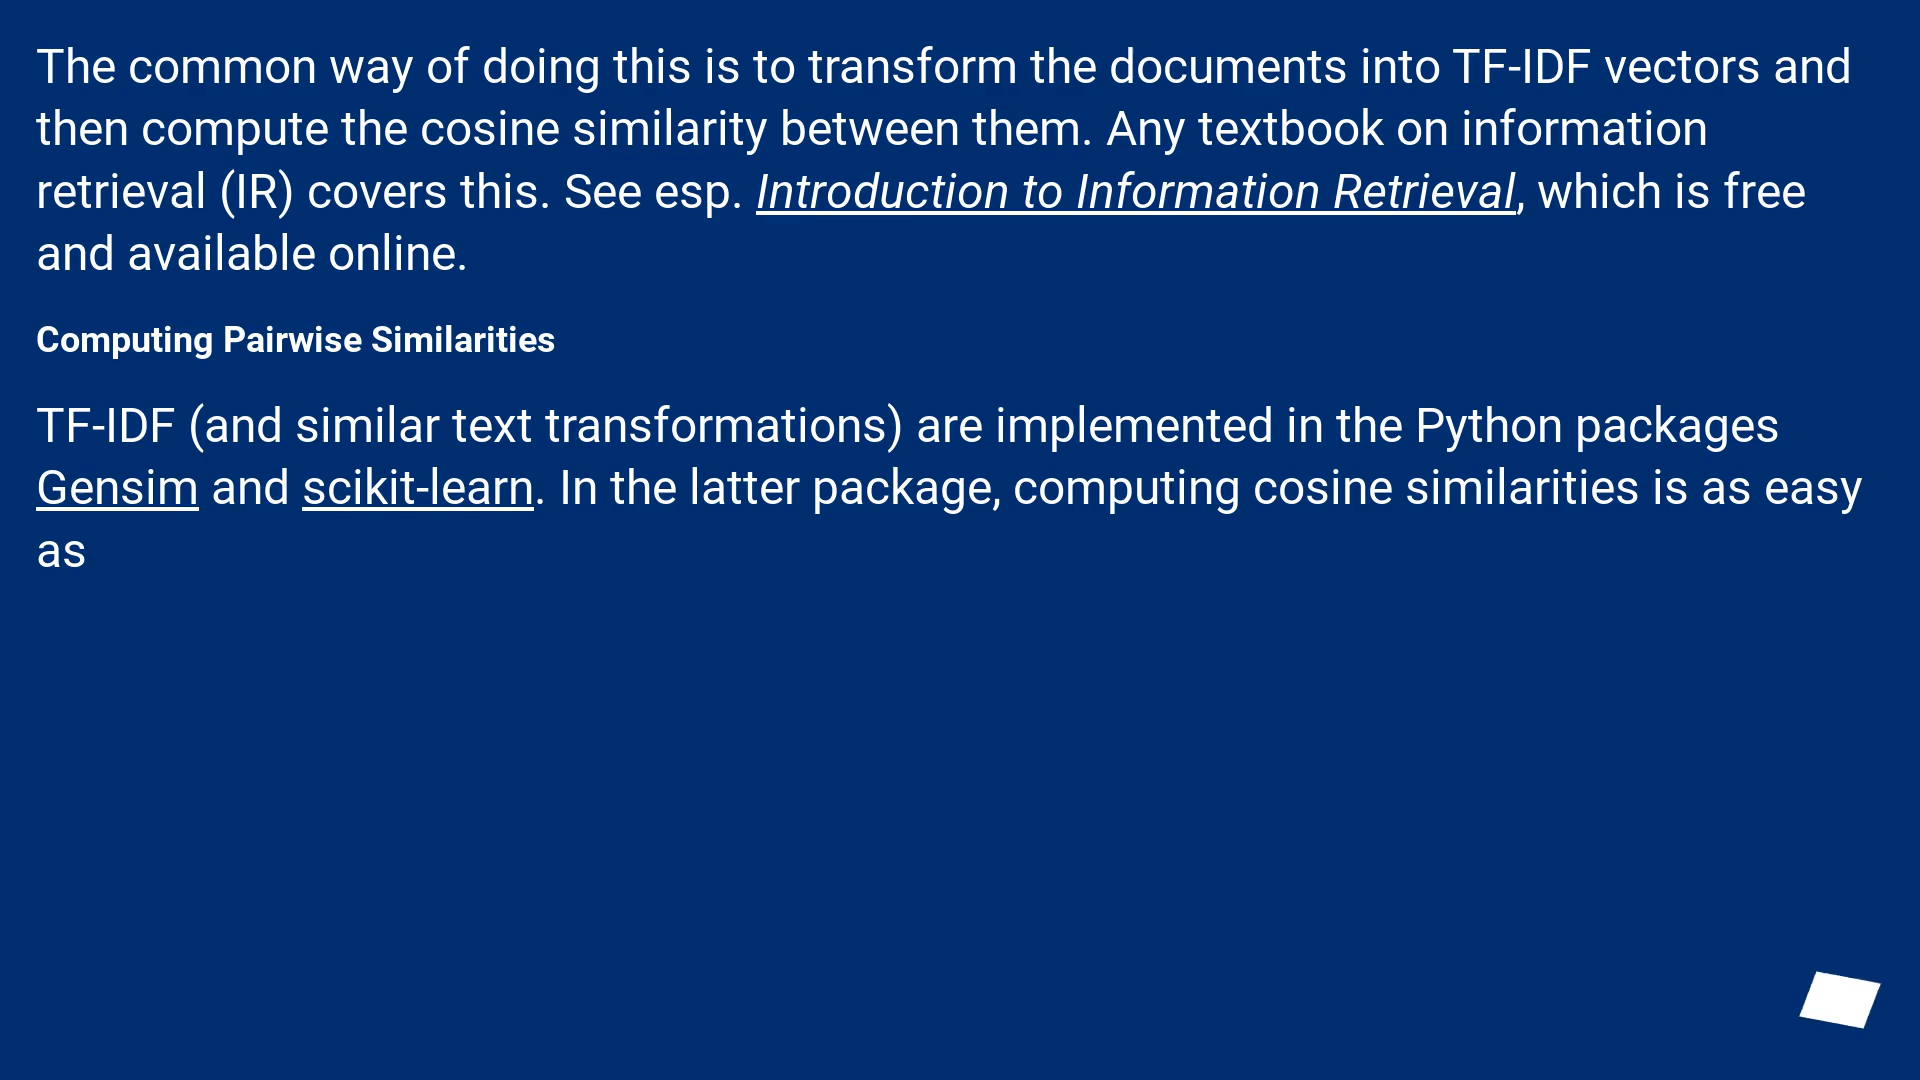 The common way of doing this is to transform the documents into TF-IDF vectors and
then compute the cosine similarity between them. Any textbook on information
retrieval (IR) covers this. See esp. Introduction to Information Retrieval, which is free
and available online.
Computing Pairwise Similarities
TF-IDF (and similar text transformations) are implemented in the Python packages
Gensim and scikit-learn. In the latter package, computing cosine similarities is as easy
as